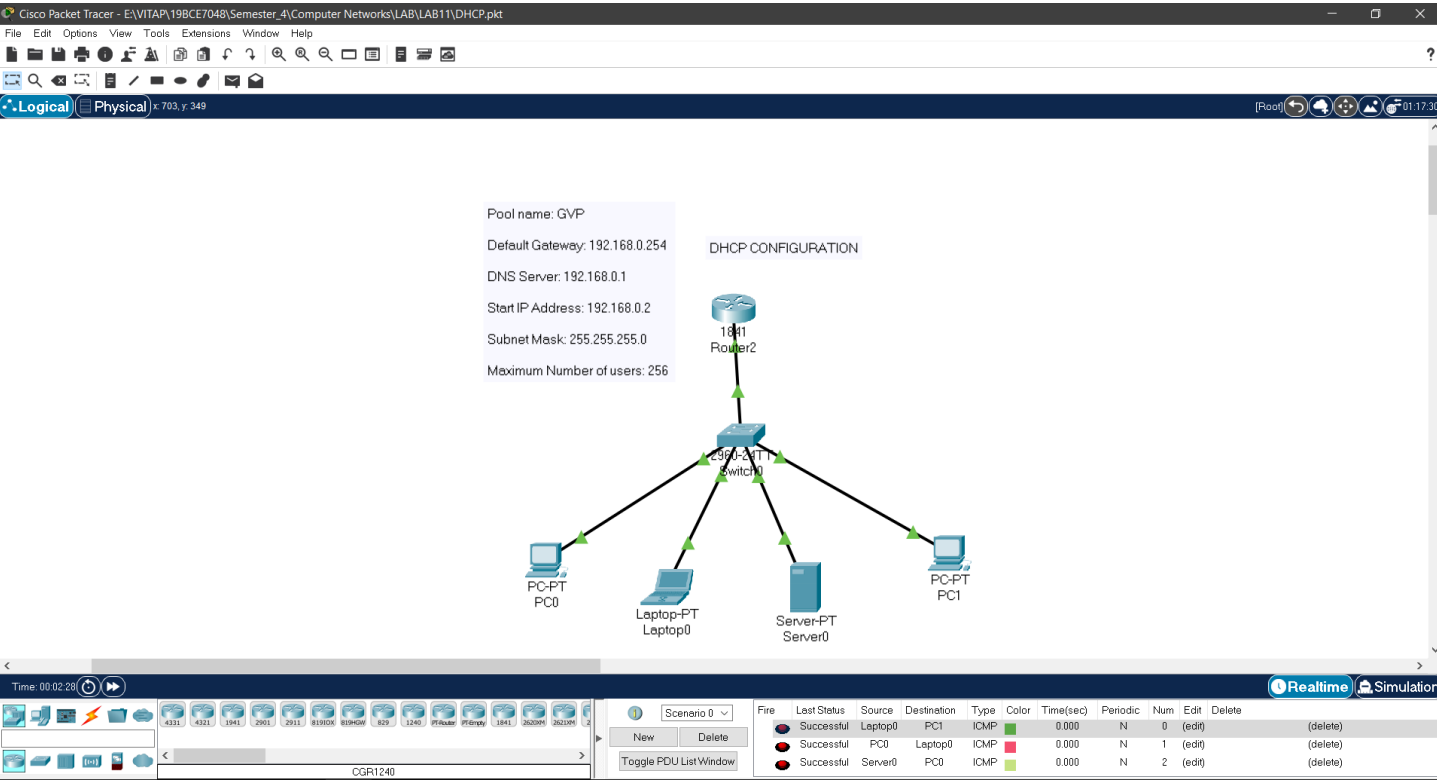 Cisco Packet Tracer - E:\VITAP\19BCE7048\Semester_4\Computer Networks\LAB\LAB11\DHCP.pkt
File Edit Options View Tools Extensions Window Help
?
Logical Physical x: 703, y: 349 [Root] 01:17:30
Pool name: GVP
Default Gateway: 192.168.0.254
DNS Server: 192.168.0.1
Start IP Address: 192.168.0.2
Subnet Mask: 255.255.255.0
Maximum Number of users: 256
DHCP CONFIGURATION
1841
Router2
2960-24TT
Switch0
PC-PT
PC0
Laptop-PT
Laptop0
Server-PT
Server0
PC-PT
PC1
Time: 00:02:28 Realtime Simulation
4331 4321 1941 2901 2911 819IOX 819HGW 829 1240 PT-Router PT-Empty 1841 2620XM 2621XM 2
CGR1240
Scenario 0
New Delete
Toggle PDU List Window
Fire Last Status Source Destination Type Color Time(sec) Periodic Num Edit Delete
Successful Laptop0 PC1 ICMP 0.000 N 0 (edit) (delete)
Successful PC0 Laptop0 ICMP 0.000 N 1 (edit) (delete)
Successful Server0 PC0 ICMP 0.000 N 2 (edit) (delete)